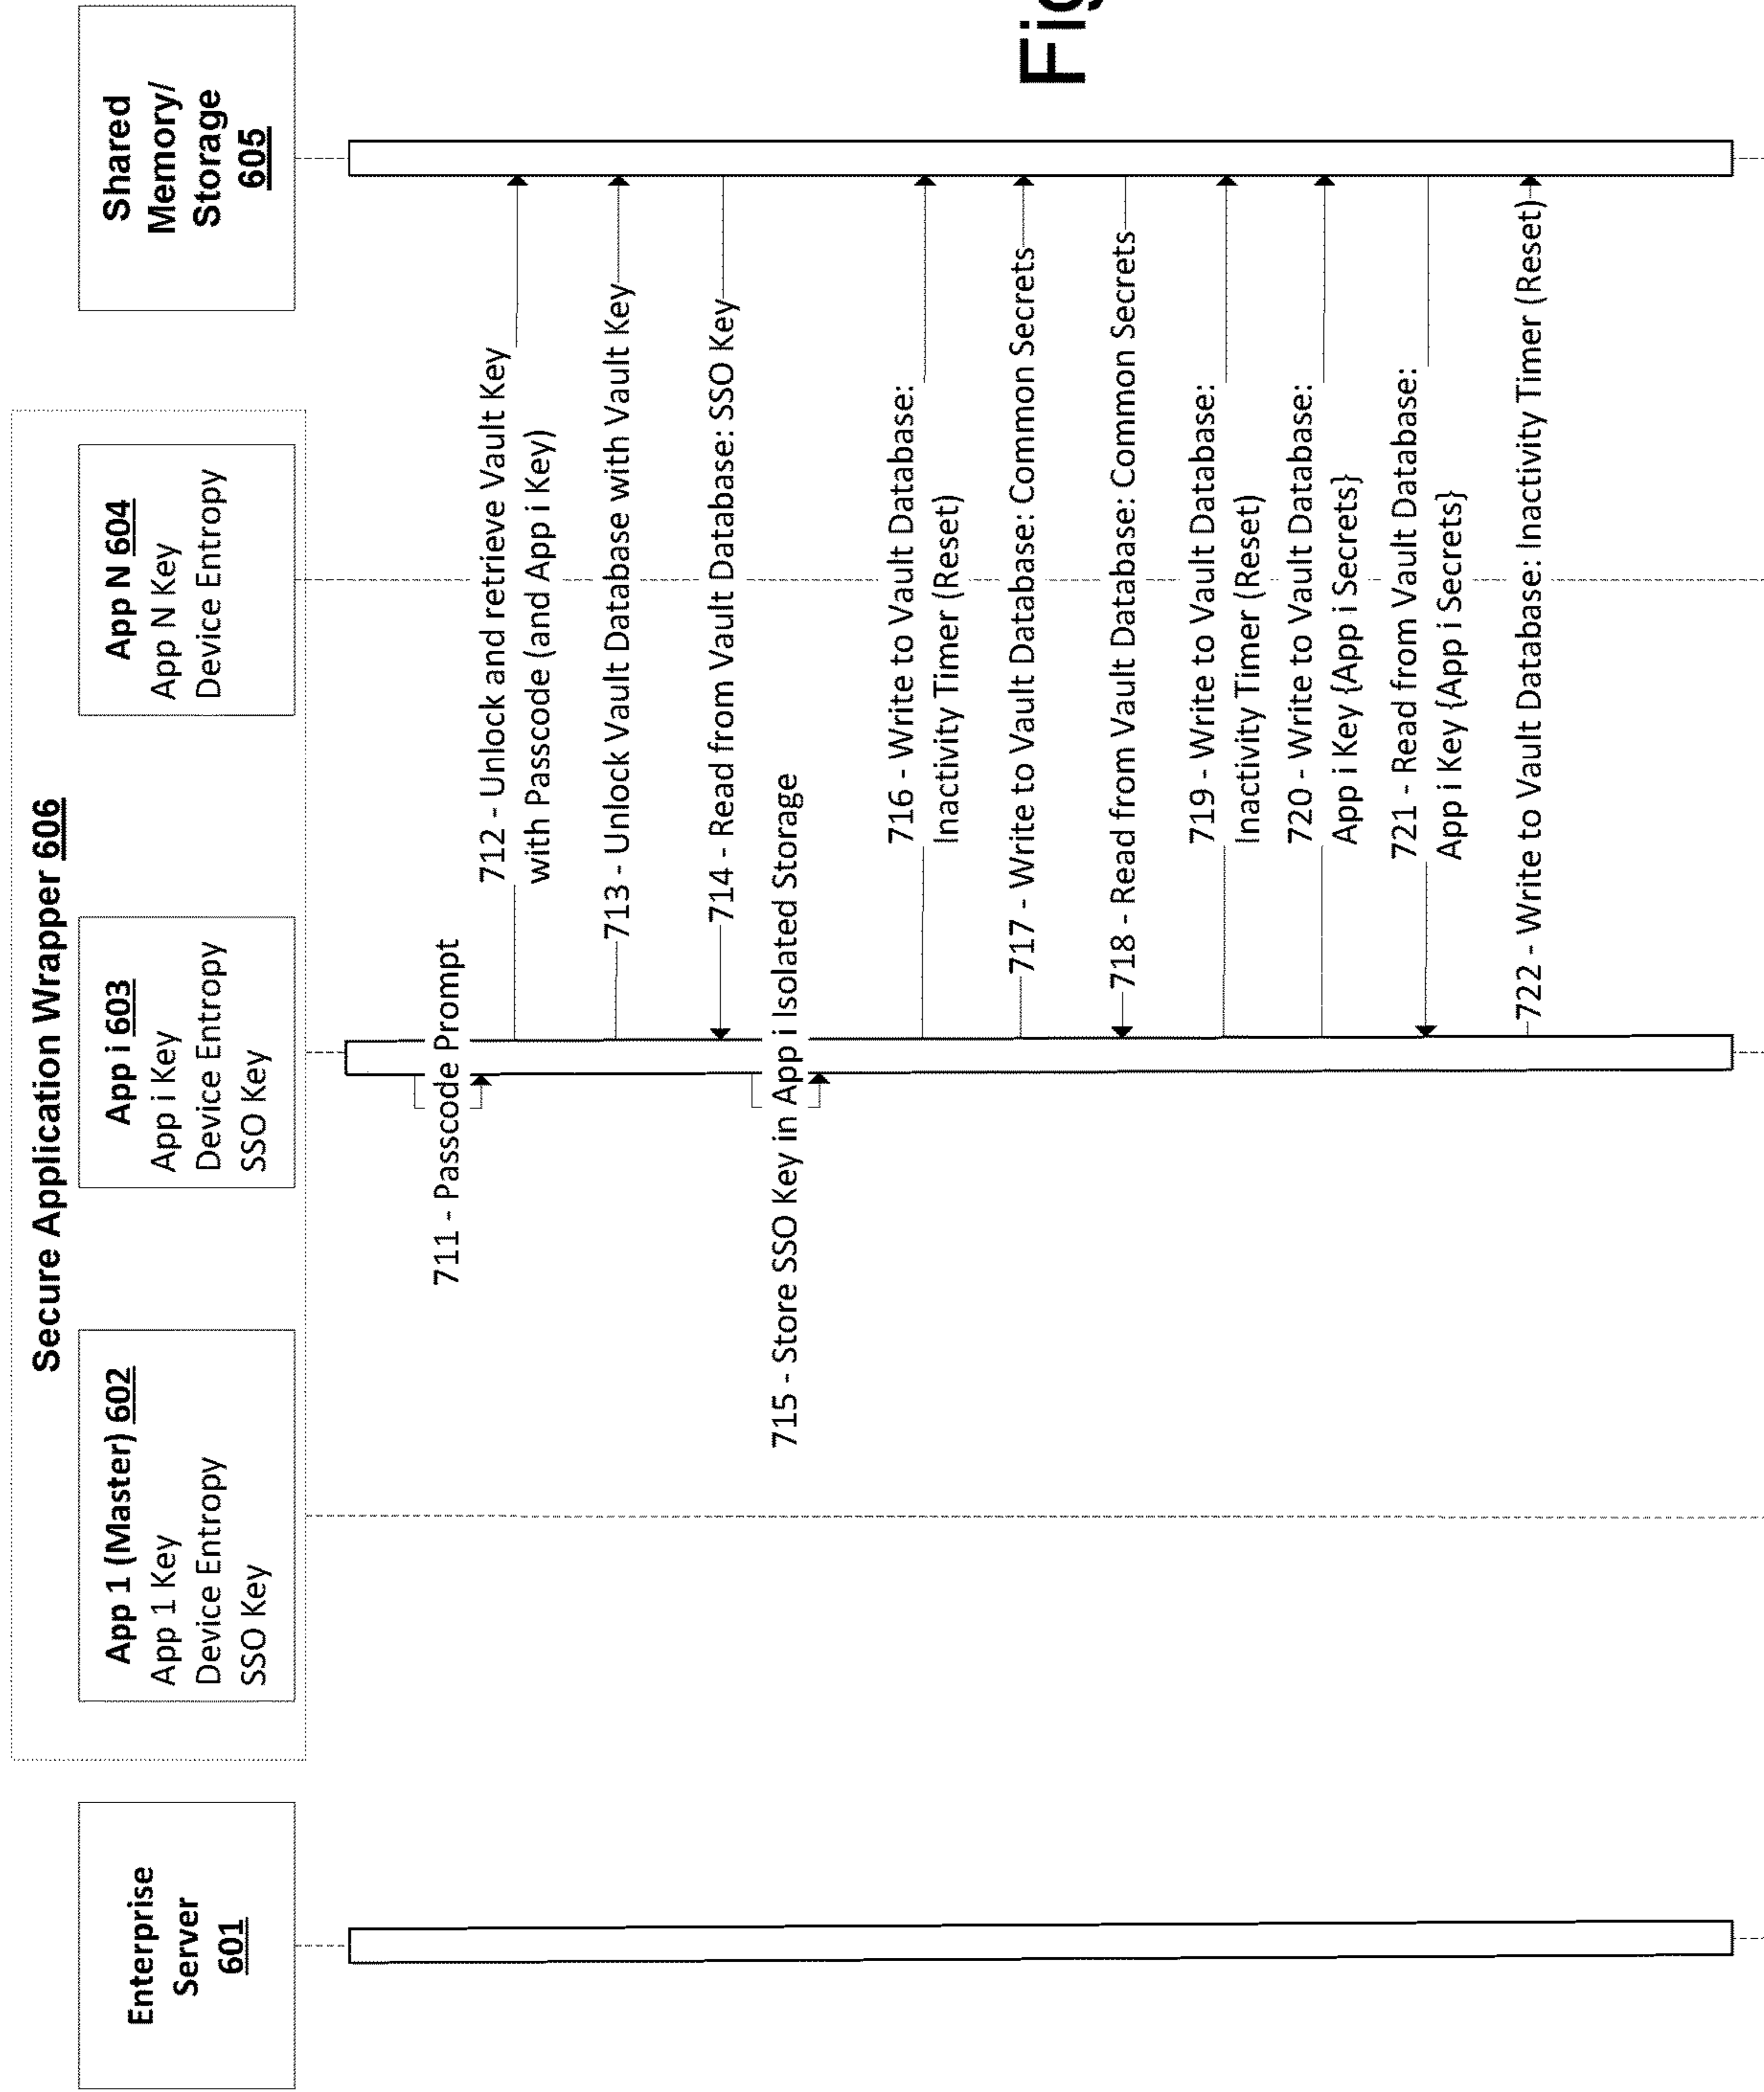 Secure Application Wrapper 606
Enterprise
Server
601
App 1 (Master) 602
App 1 Key
Device Entropy
SSO Key
App i 603
App i Key
Device Entropy
SSO Key
App N 604
App N Key
Device Entropy
Shared
Memory/
Storage
605
711 - Passcode Prompt
712 - Unlock and retrieve Vault Key
with Passcode (and App i Key)
713 - Unlock Vault Database with Vault Key
714 - Read from Vault Database: SSO Key
715 - Store SSO Key in App i Isolated Storage
716 - Write to Vault Database:
Inactivity Timer (Reset)
717 - Write to Vault Database: Common Secrets
718 - Read from Vault Database: Common Secrets
719 - Write to Vault Database:
Inactivity Timer (Reset)
720 - Write to Vault Database:
App i Key {App i Secrets}
721 - Read from Vault Database:
App i Key {App i Secrets}
722 - Write to Vault Database: Inactivity Timer (Reset)
Fig